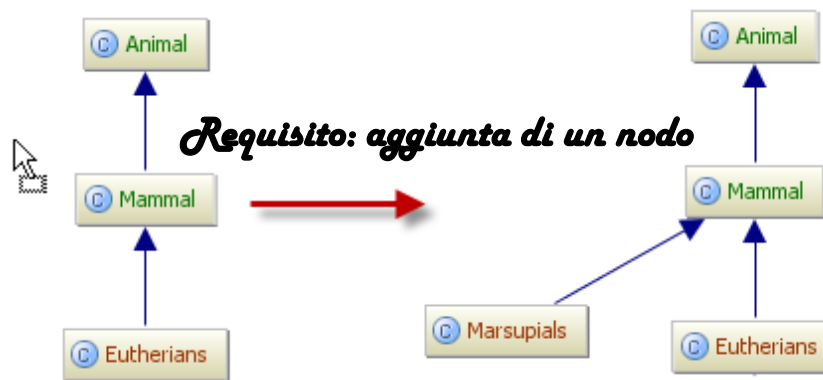 C Animal
C Animal
Requisito: aggiunta di un nodo
C Mammal
C Mammal
C Marsupials
C Eutherians
C Eutherians